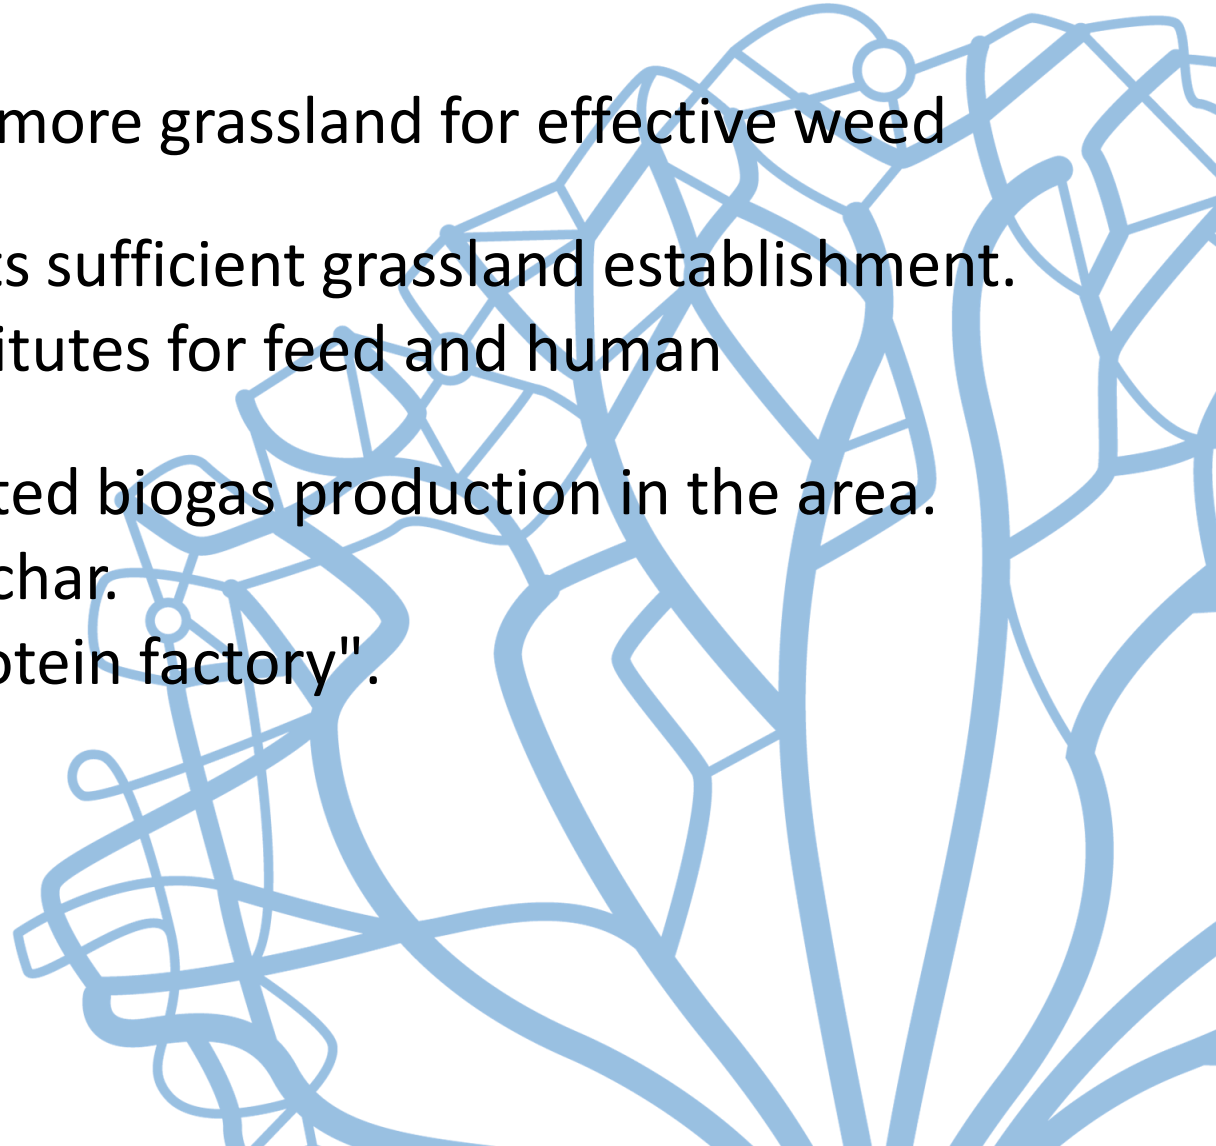 more grassland for effective weed
ts sufficient grassland establishment.
itutes for feed and human
ted biogas production in the area.
char.
otein factory".